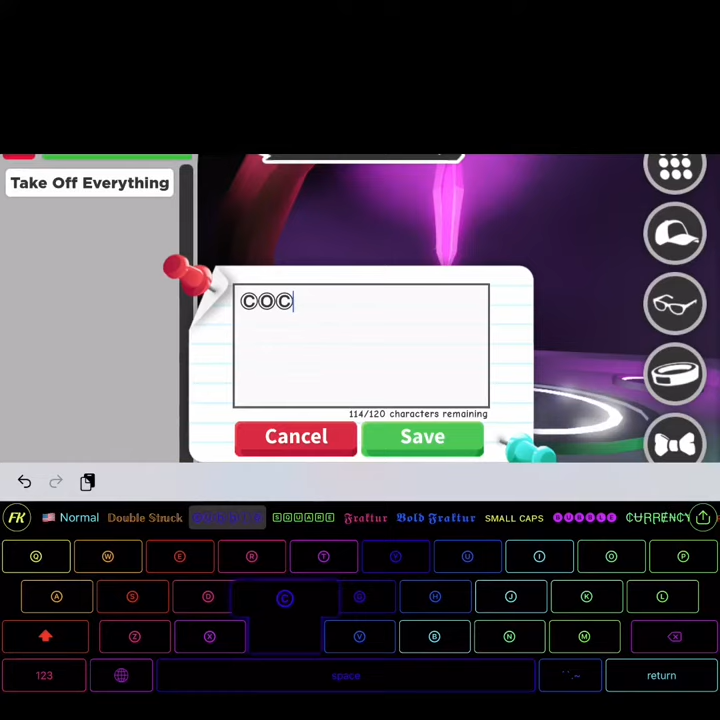 Take Off Everything
ⒸⓄⒸ
114/120 characters remaining
Cancel
Save
FK
🇺🇸 Normal
Double Struck
🅂🅀🅄🄰🅁🄴
𝔉𝔯𝔞𝔨𝔱𝔲𝔯
𝕭𝖔𝖑𝖉 𝕱𝖗𝖆𝖐𝖙𝖚𝖗
SMALL CAPS
🅑🅤🅑🅑🅛🅔
Ⓠ Ⓦ Ⓔ Ⓡ Ⓣ Ⓨ Ⓤ Ⓘ Ⓞ Ⓟ
Ⓐ Ⓢ Ⓓ Ⓖ Ⓗ Ⓙ Ⓚ Ⓛ
Ⓩ Ⓧ Ⓒ Ⓥ Ⓑ Ⓝ Ⓜ
123
space
return